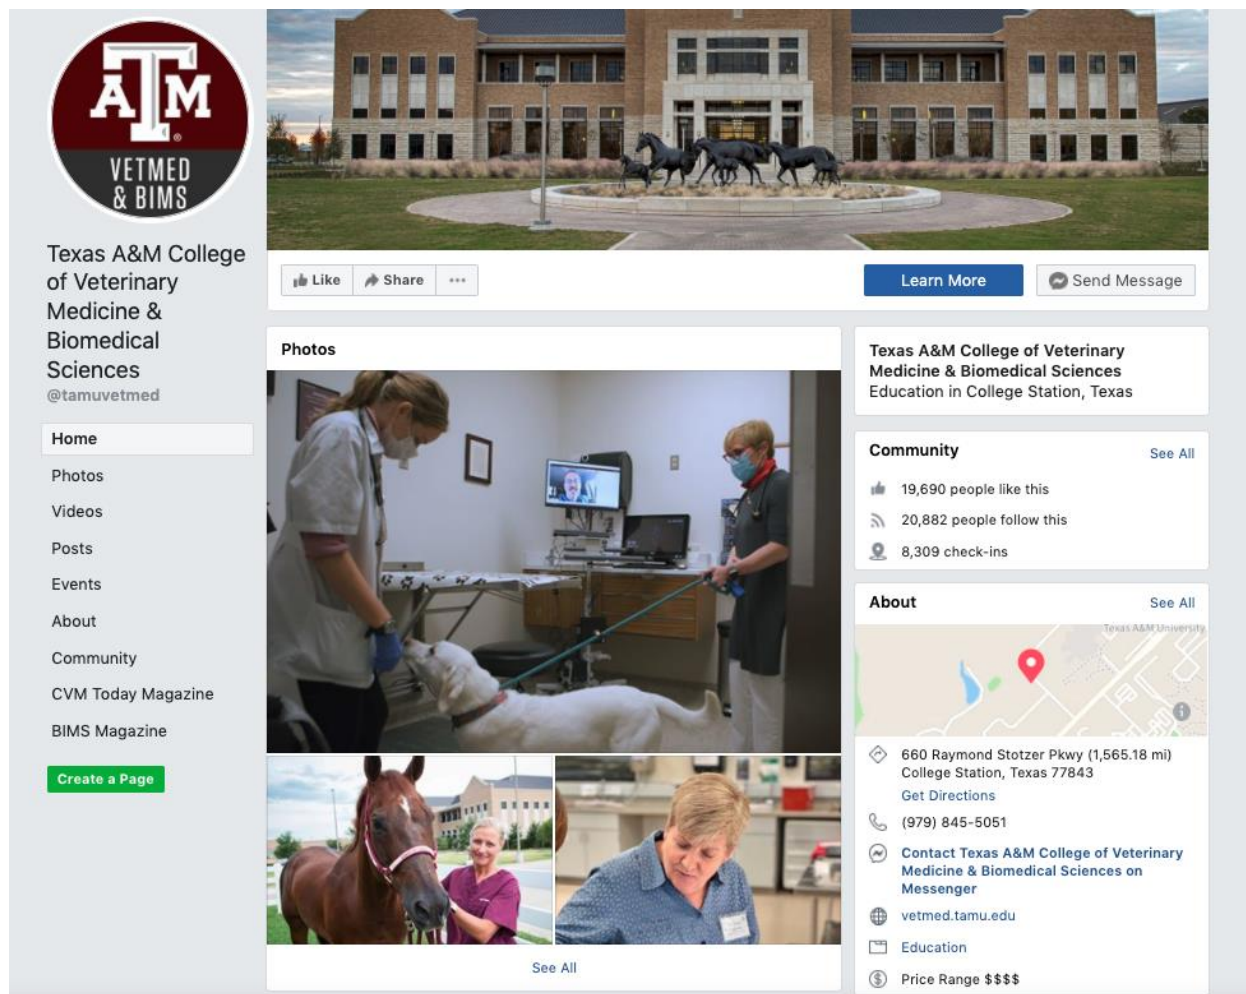 ATM
VETMED
& BIMS
Texas A&M College
of Veterinary
Medicine &
Biomedical
Sciences
@tamuvetmed
Home
Photos
Videos
Posts
Events
About
Community
CVM Today Magazine
BIMS Magazine
Create a Page
Like
Share
Learn More
Send Message
Photos
See All
Texas A&M College of Veterinary
Medicine & Biomedical Sciences
Education in College Station, Texas
Community
See All
19,690 people like this
20,882 people follow this
8,309 check-ins
About
See All
Texas A&M University
660 Raymond Stotzer Pkwy (1,565.18 mi)
College Station, Texas 77843
Get Directions
(979) 845-5051
Contact Texas A&M College of Veterinary
Medicine & Biomedical Sciences on
Messenger
vetmed.tamu.edu
Education
Price Range $$$$